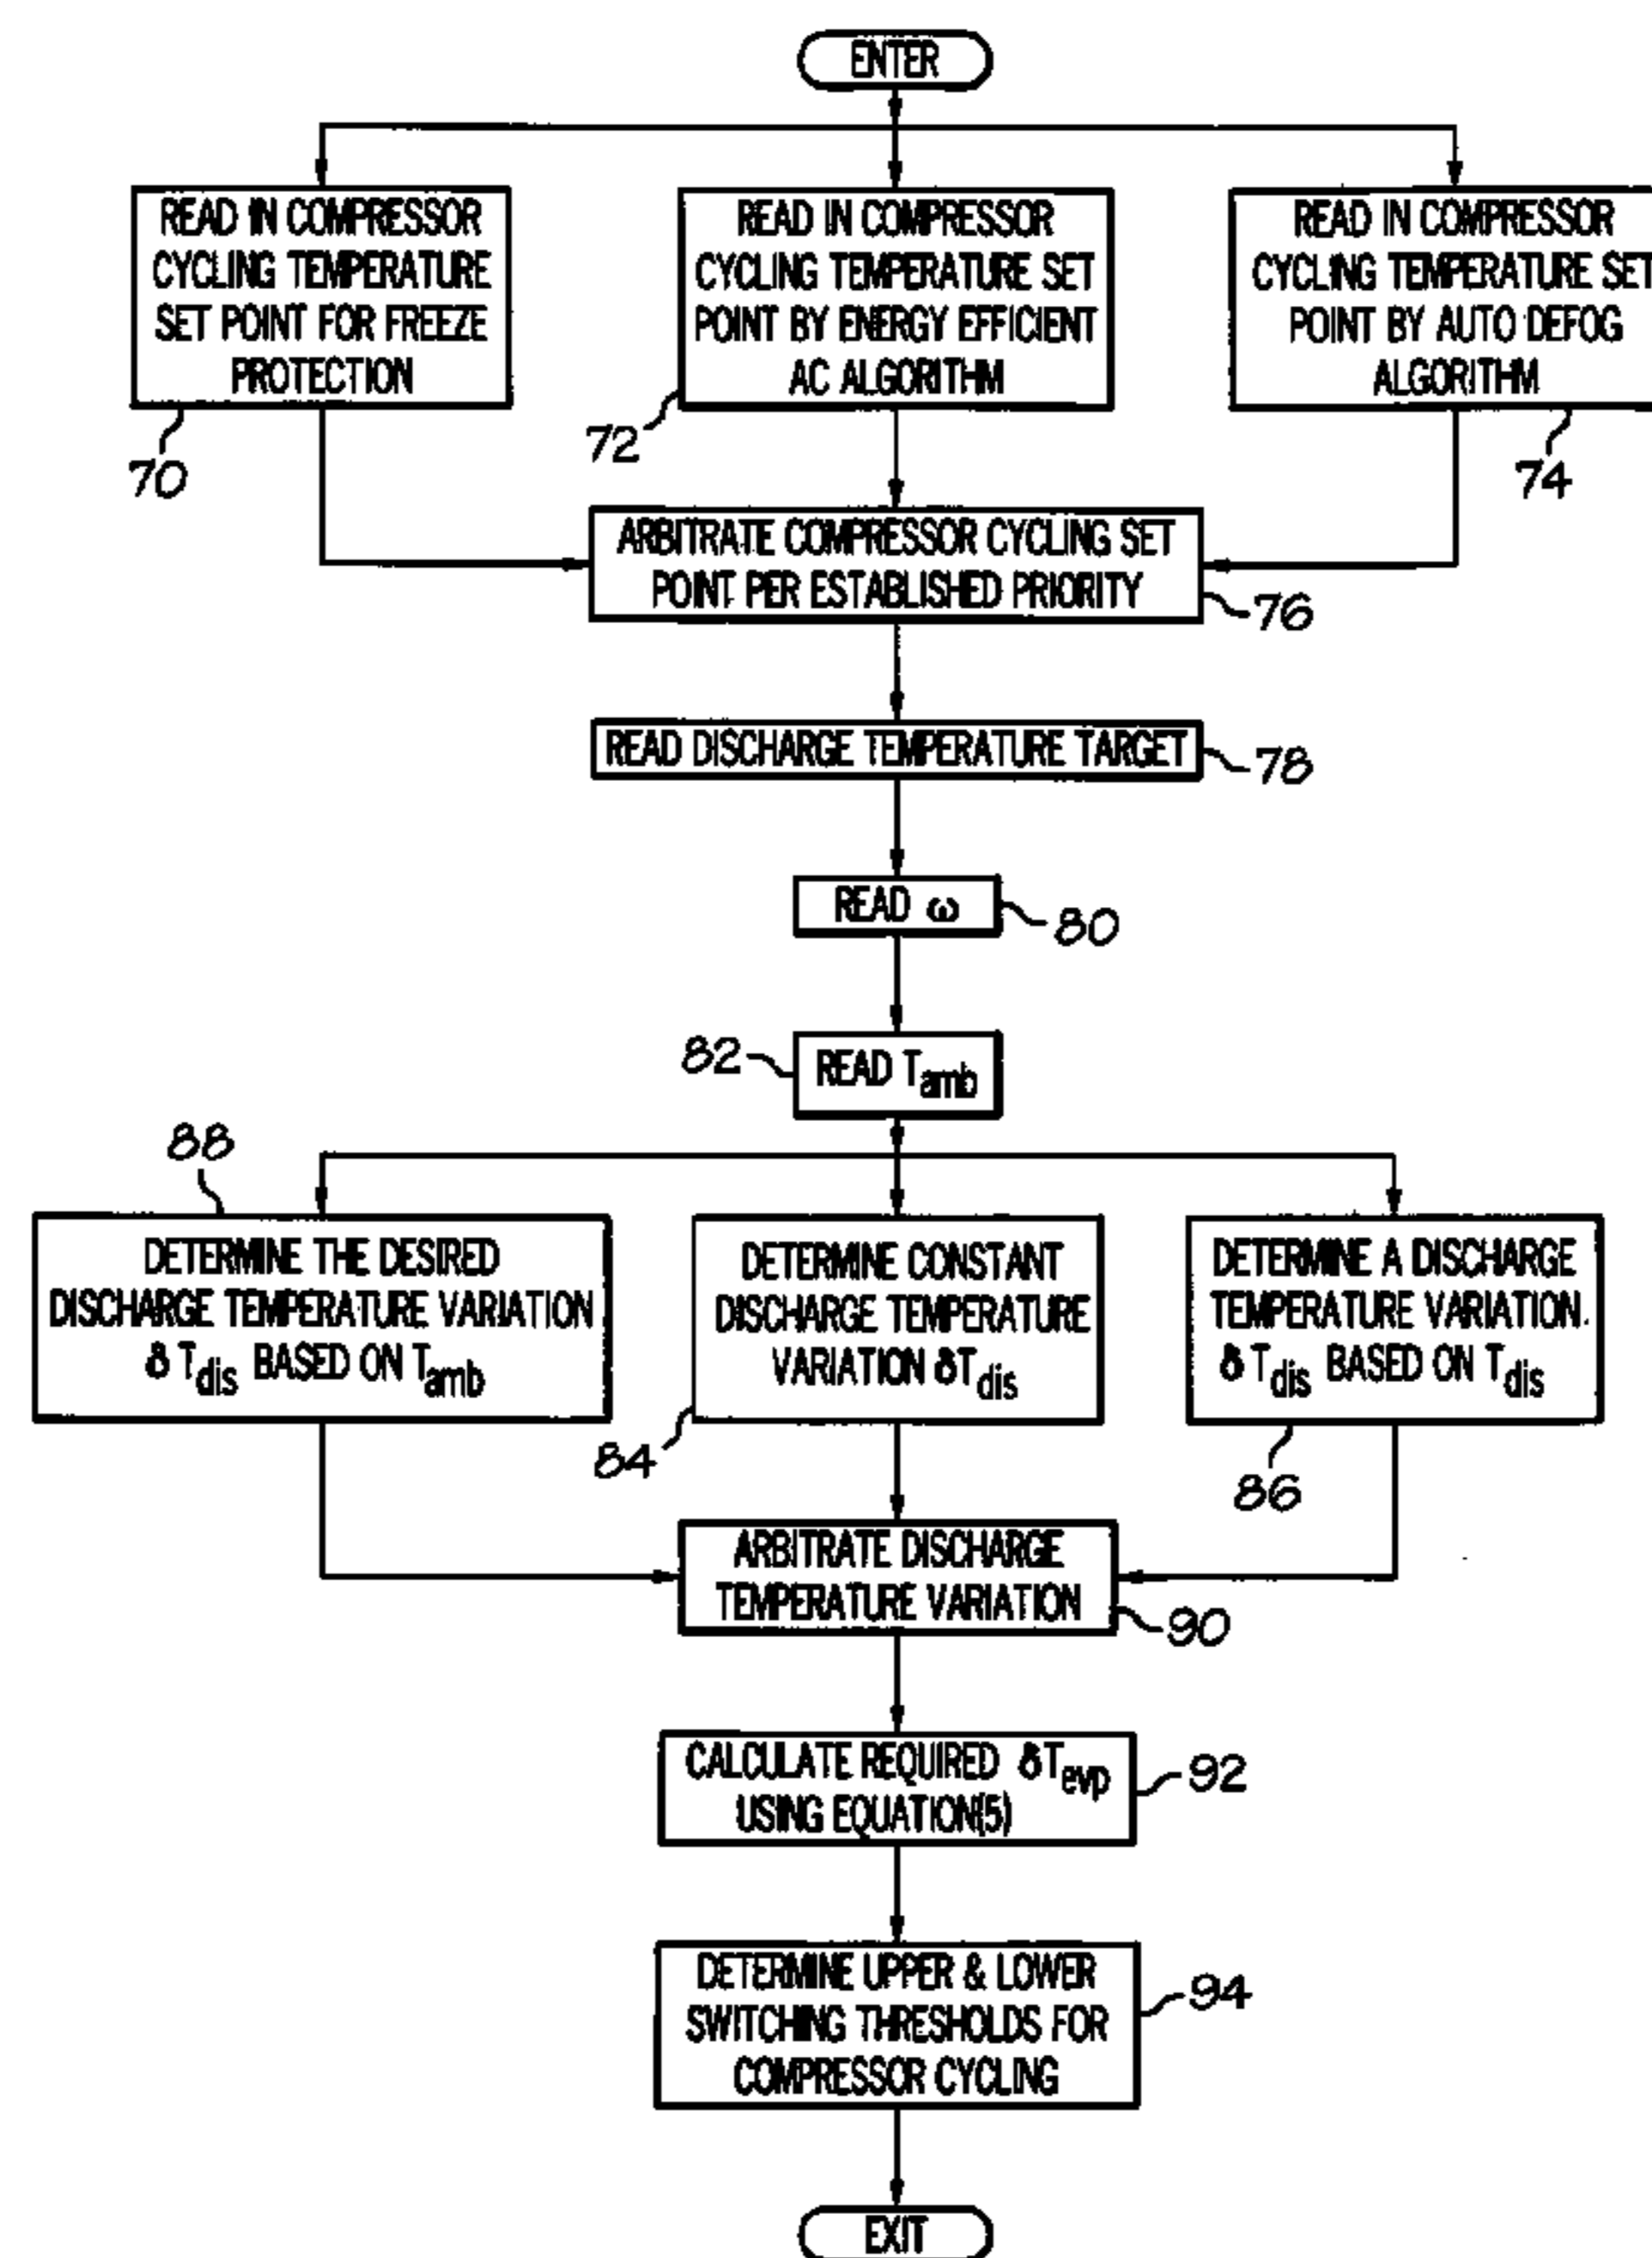 ENTER
READ IN COMPRESSOR
CYCLING TEMPERATURE
SET POINT FOR FREEZE
PROTECTION
70
READ IN COMPRESSOR
CYCLING TEMPERATURE SET
POINT BY ENERGY EFFICIENT
AC ALGORITHM
72
READ IN COMPRESSOR
CYCLING TEMPERATURE SET
POINT BY AUTO DEFOG
ALGORITHM
74
ARBITRATE COMPRESSOR CYCLING SET
POINT PER ESTABLISHED PRIORITY
76
READ DISCHARGE TEMPERATURE TARGET
78
READ ω
80
82
READ Tamb
88
DETERMINE THE DESIRED
DISCHARGE TEMPERATURE VARIATION
δ Tdis BASED ON Tamb
DETERMINE CONSTANT
DISCHARGE TEMPERATURE
VARIATION δTdis
84
DETERMINE A DISCHARGE
TEMPERATURE VARIATION.
δ Tdis BASED ON Tdis
86
ARBITRATE DISCHARGE
TEMPERATURE VARIATION
90
CALCULATE REQUIRED δTevp
USING EQUATION(5)
92
DETERMINE UPPER & LOWER
SWITCHING THRESHOLDS FOR
COMPRESSOR CYCLING
94
EXIT